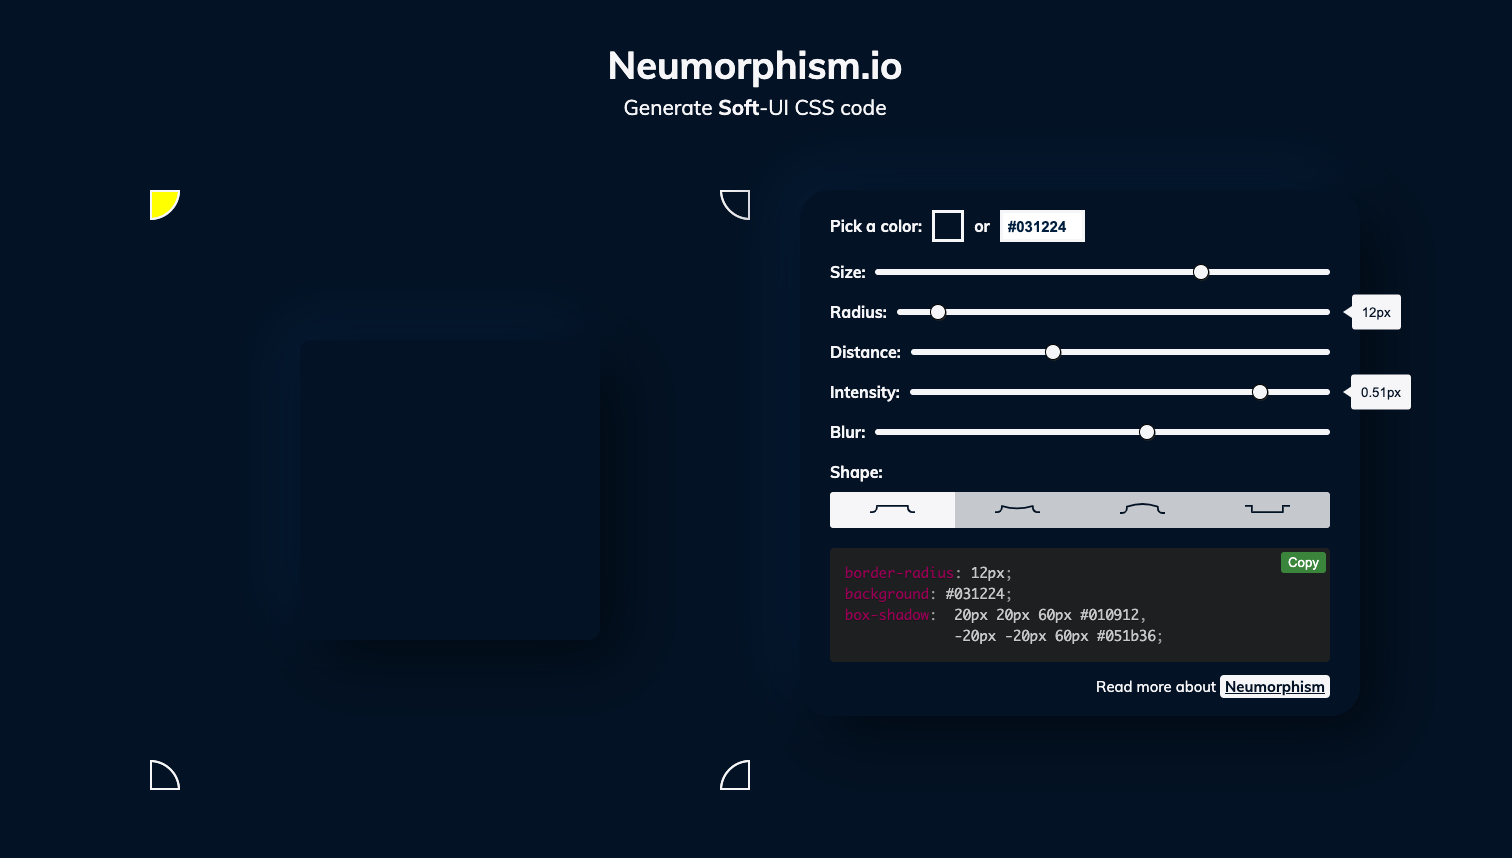 Neumorphism.io
Generate Soft-UI CSS code
Pick a color: or #031224
Size:
Radius: 12px
Distance:
Intensity: 0.51px
Blur:
Shape:
Copy
border-radius: 12px;
background: #031224;
box-shadow:  20px 20px 60px #010912,
             -20px -20px 60px #051b36;
Read more about Neumorphism